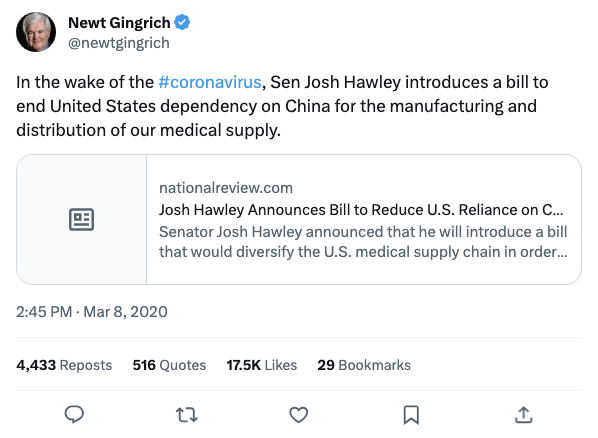 Newt Gingrich
@newtgingrich
In the wake of the #coronavirus, Sen Josh Hawley introduces a bill to
end United States dependency on China for the manufacturing and
distribution of our medical supply.
nationalreview.com
Josh Hawley Announces Bill to Reduce U.S. Reliance on C...
Senator Josh Hawley announced that he will introduce a bill
that would diversify the U.S. medical supply chain in order...
2:45 PM · Mar 8, 2020
4,433 Reposts 516 Quotes 17.5K Likes 29 Bookmarks